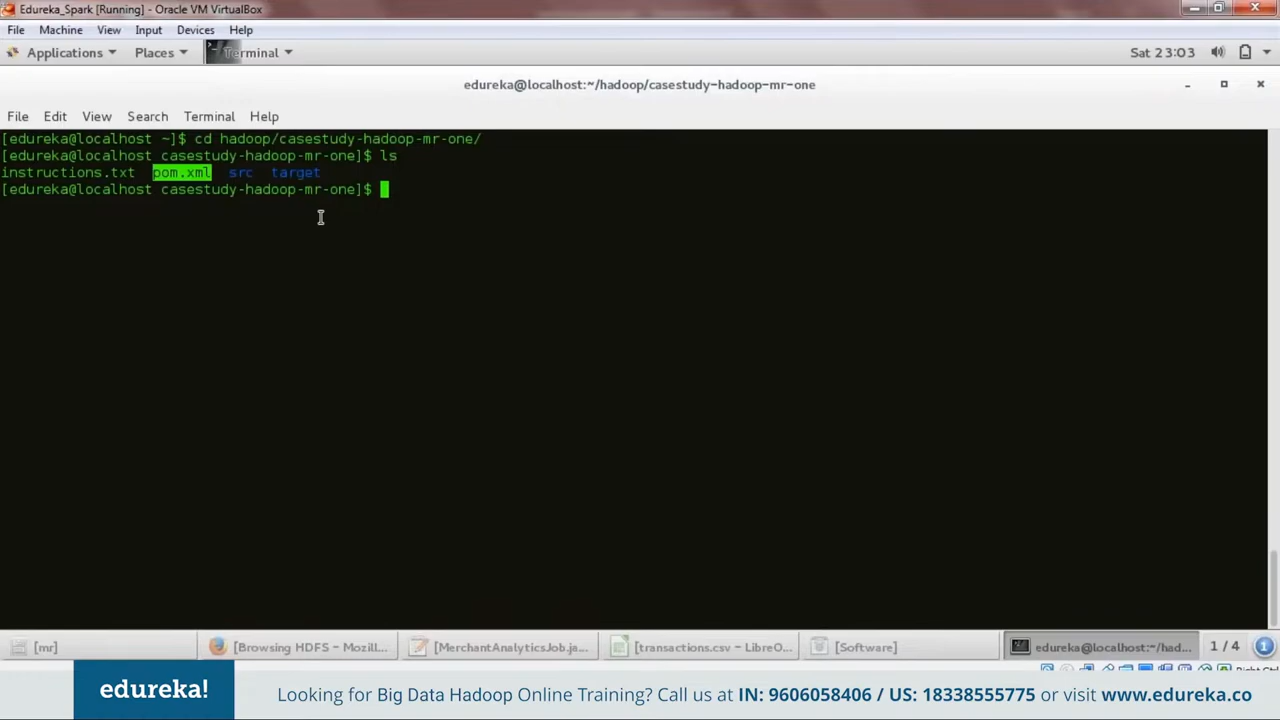 Edureka_Spark [Running] - Oracle VM VirtualBox
File Machine View Input Devices Help
Applications Places Terminal Sat 23:03
edureka@localhost:~/hadoop/casestudy-hadoop-mr-one
File Edit View Search Terminal Help
[edureka@localhost ~]$ cd hadoop/casestudy-hadoop-mr-one/
[edureka@localhost casestudy-hadoop-mr-one]$ ls
instructions.txt pom.xml src target
[edureka@localhost casestudy-hadoop-mr-one]$
[mr] [Browsing HDFS - Mozill... [MerchantAnalyticsJob.ja... [transactions.csv - LibreO... [Software] edureka@localhost:~/had... 1 / 4 1
Right Ctrl
edureka! Looking for Big Data Hadoop Online Training? Call us at IN: 9606058406 / US: 18338555775 or visit www.edureka.co